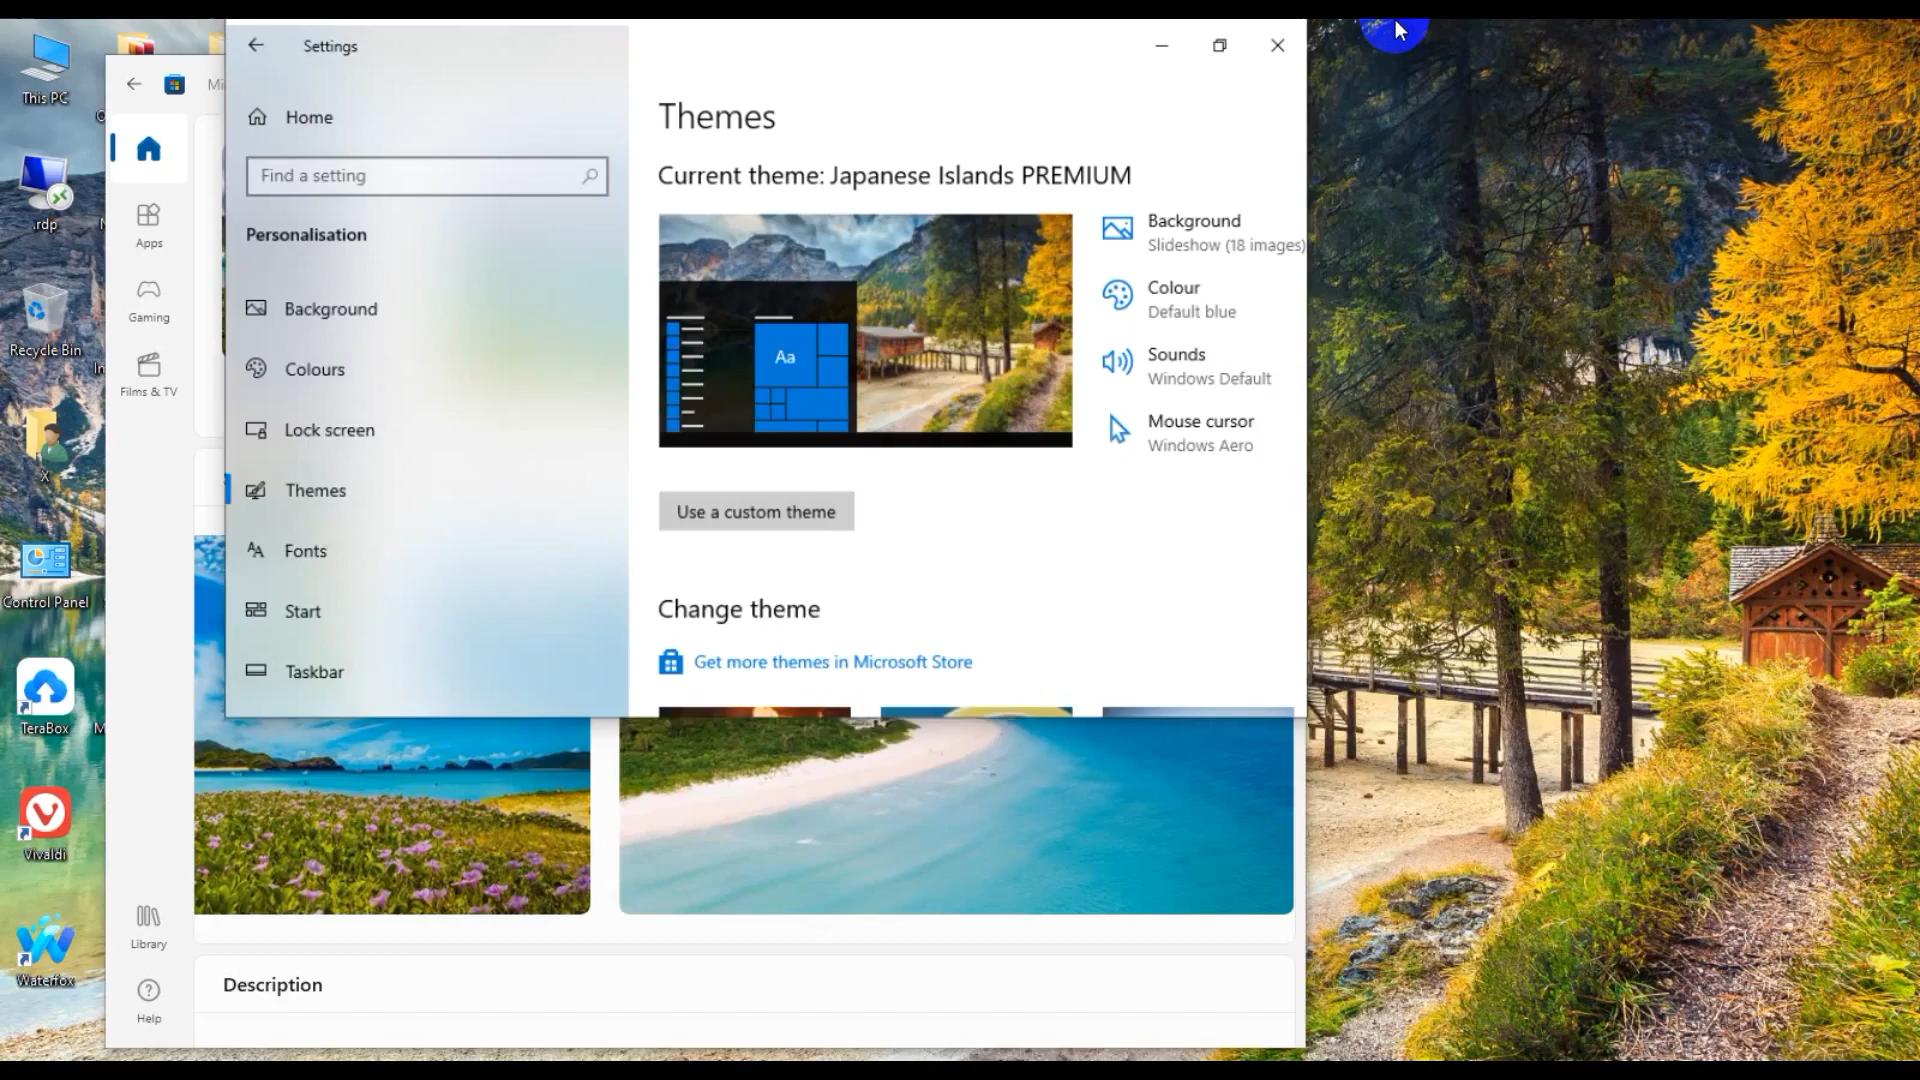 This PC
.rdp
Recycle Bin
X
Control Panel
TeraBox
Vivaldi
Waterfox
Mi
Apps
Gaming
Films & TV
Library
Help
Settings
Home
Find a setting
Personalisation
Background
Colours
Lock screen
Themes
Fonts
Start
Taskbar
Themes
Current theme: Japanese Islands PREMIUM
Aa
Background
Slideshow (18 images)
Colour
Default blue
Sounds
Windows Default
Mouse cursor
Windows Aero
Use a custom theme
Change theme
Get more themes in Microsoft Store
Description